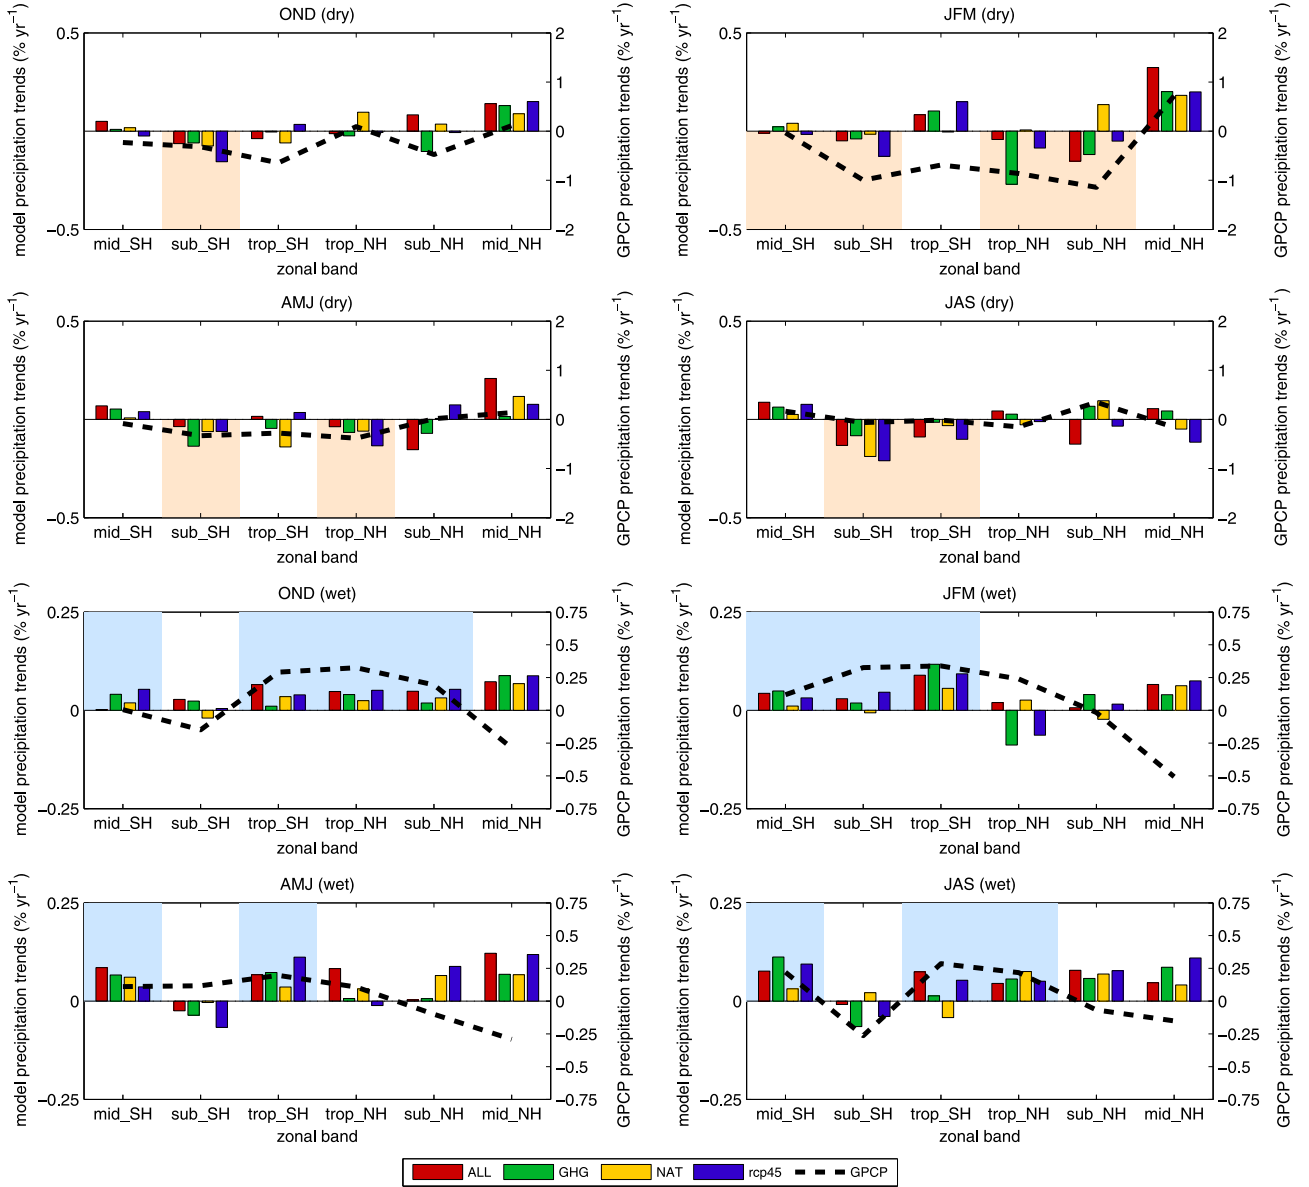 OND (dry)
model precipitation trends (% yr⁻¹)
0.5
−0.5
2
1
0
−1
−2
GPCP precipitation trends (% yr⁻¹)
mid_SH sub_SH trop_SH trop_NH sub_NH mid_NH
zonal band
JFM (dry)
model precipitation trends (% yr⁻¹)
0.5
−0.5
2
1
0
−1
−2
GPCP precipitation trends (% yr⁻¹)
mid_SH sub_SH trop_SH trop_NH sub_NH mid_NH
zonal band
AMJ (dry)
model precipitation trends (% yr⁻¹)
0.5
−0.5
2
1
0
−1
−2
GPCP precipitation trends (% yr⁻¹)
mid_SH sub_SH trop_SH trop_NH sub_NH mid_NH
zonal band
JAS (dry)
model precipitation trends (% yr⁻¹)
0.5
−0.5
2
1
0
−1
−2
GPCP precipitation trends (% yr⁻¹)
mid_SH sub_SH trop_SH trop_NH sub_NH mid_NH
zonal band
OND (wet)
model precipitation trends (% yr⁻¹)
0.25
0
−0.25
0.75
0.5
0.25
0
−0.25
−0.5
−0.75
GPCP precipitation trends (% yr⁻¹)
mid_SH sub_SH trop_SH trop_NH sub_NH mid_NH
zonal band
JFM (wet)
model precipitation trends (% yr⁻¹)
0.25
0
−0.25
0.75
0.5
0.25
0
−0.25
−0.5
−0.75
GPCP precipitation trends (% yr⁻¹)
mid_SH sub_SH trop_SH trop_NH sub_NH mid_NH
zonal band
AMJ (wet)
model precipitation trends (% yr⁻¹)
0.25
0
−0.25
0.75
0.5
0.25
0
−0.25
−0.5
−0.75
GPCP precipitation trends (% yr⁻¹)
mid_SH sub_SH trop_SH trop_NH sub_NH mid_NH
zonal band
JAS (wet)
model precipitation trends (% yr⁻¹)
0.25
0
−0.25
0.75
0.5
0.25
0
−0.25
−0.5
−0.75
GPCP precipitation trends (% yr⁻¹)
mid_SH sub_SH trop_SH trop_NH sub_NH mid_NH
zonal band
ALL GHG NAT rcp45 GPCP